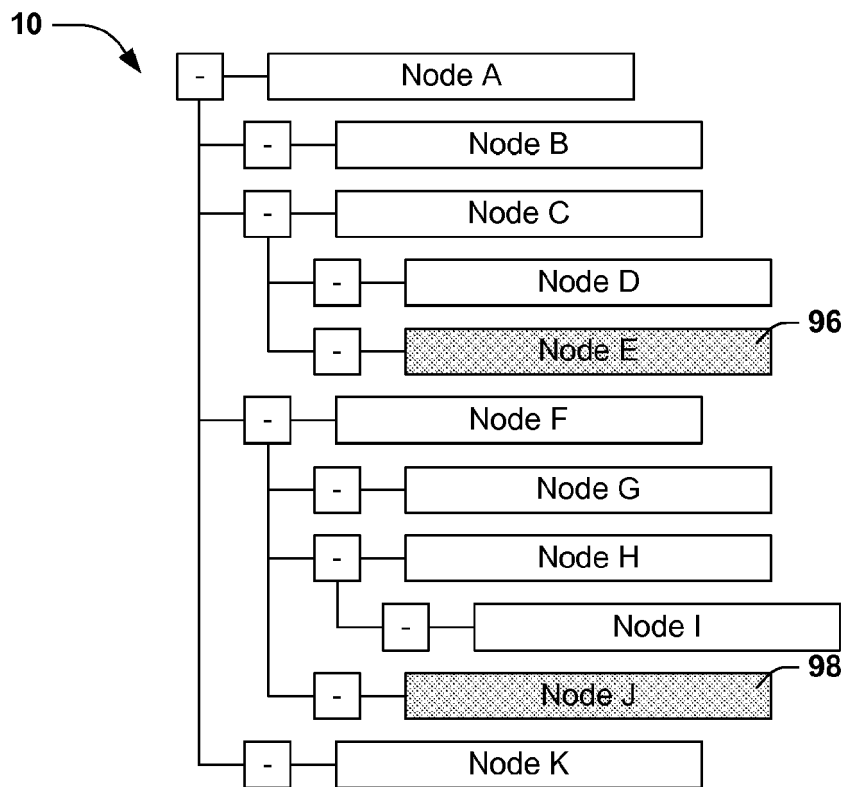 10
- Node A
- Node B
- Node C
- Node D
96
- Node E
- Node F
- Node G
- Node H
- Node I
98
- Node J
- Node K